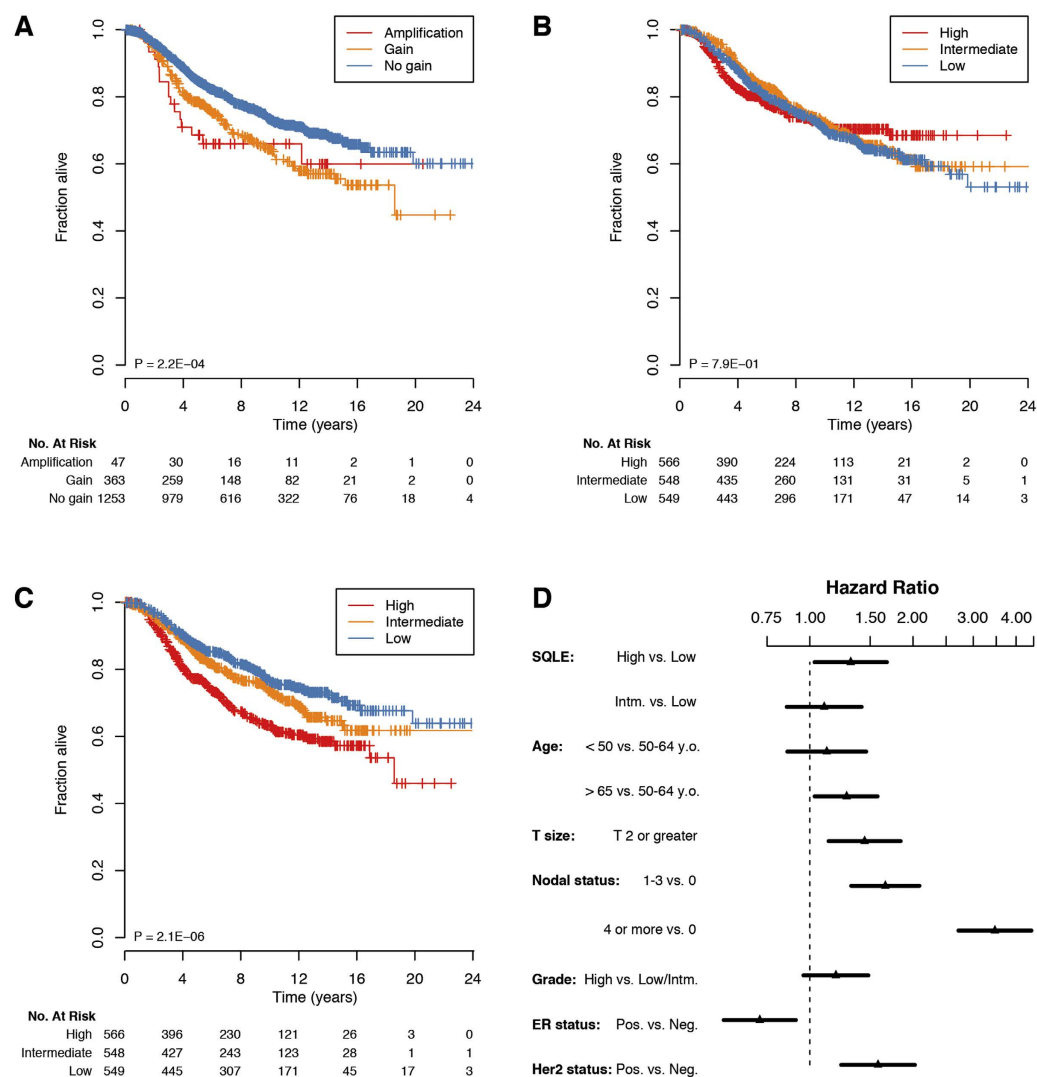 A
Amplification
Gain
No gain
1.0
0.8
0.6
0.4
0.2
0.0
Fraction alive
P = 2.2E−04
0 4 8 12 16 20 24
Time (years)
No. At Risk
Amplification 47 30 16 11 2 1 0
Gain 363 259 148 82 21 2 0
No gain 1253 979 616 322 76 18 4
B
High
Intermediate
Low
1.0
0.8
0.6
0.4
0.2
0.0
Fraction alive
P = 7.9E−01
0 4 8 12 16 20 24
Time (years)
No. At Risk
High 566 390 224 113 21 2 0
Intermediate 548 435 260 131 31 5 1
Low 549 443 296 171 47 14 3
C
High
Intermediate
Low
1.0
0.8
0.6
0.4
0.2
0.0
Fraction alive
P = 2.1E−06
0 4 8 12 16 20 24
Time (years)
No. At Risk
High 566 396 230 121 26 3 0
Intermediate 548 427 243 123 28 1 1
Low 549 445 307 171 45 17 3
D
Hazard Ratio
0.75 1.00 1.50 2.00 3.00 4.00
SQLE: High vs. Low
Intm. vs. Low
Age: < 50 vs. 50-64 y.o.
> 65 vs. 50-64 y.o.
T size: T 2 or greater
Nodal status: 1-3 vs. 0
4 or more vs. 0
Grade: High vs. Low/Intm.
ER status: Pos. vs. Neg.
Her2 status: Pos. vs. Neg.